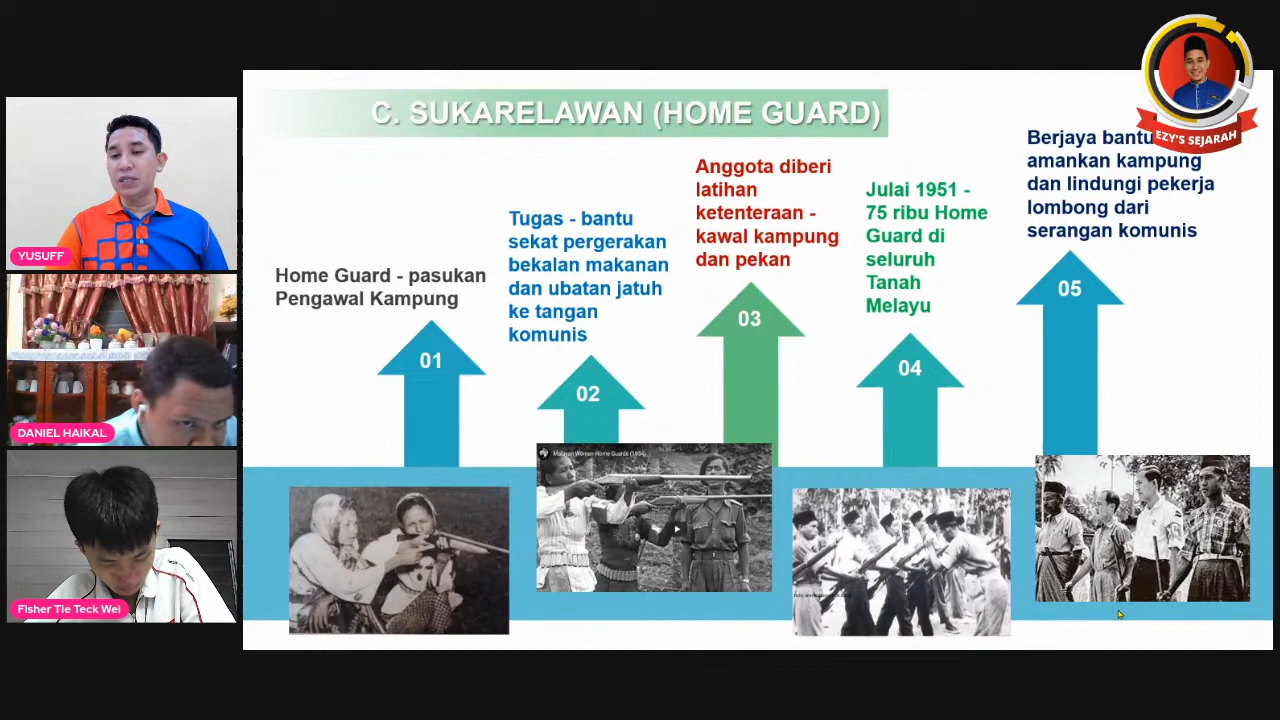 C. SUKARELAWAN (HOME GUARD)
EZY'S SEJARAH
YUSUFF
DANIEL HAIKAL
Fisher Tie Teck Wei
Home Guard - pasukan
Pengawal Kampung
01
Tugas - bantu
sekat pergerakan
bekalan makanan
dan ubatan jatuh
ke tangan
komunis
02
Anggota diberi
latihan
ketenteraan -
kawal kampung
dan pekan
03
Julai 1951 -
75 ribu Home
Guard di
seluruh
Tanah
Melayu
04
Berjaya bantu
amankan kampung
dan lindungi pekerja
lombong dari
serangan komunis
05
Malayan Women Home Guards (1954)